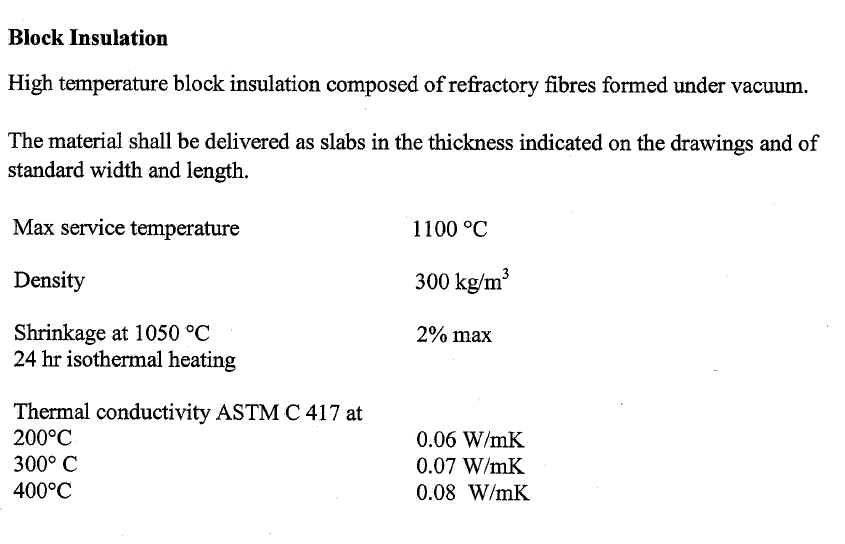 Block Insulation
High temperature block insulation composed of refractory fibres formed under vacuum.
The material shall be delivered as slabs in the thickness indicated on the drawings and of
standard width and length.
Max service temperature 1100 °C
Density 300 kg/m³
Shrinkage at 1050 °C 2% max
24 hr isothermal heating
Thermal conductivity ASTM C 417 at
200°C 0.06 W/mK
300° C 0.07 W/mK
400°C 0.08 W/mK